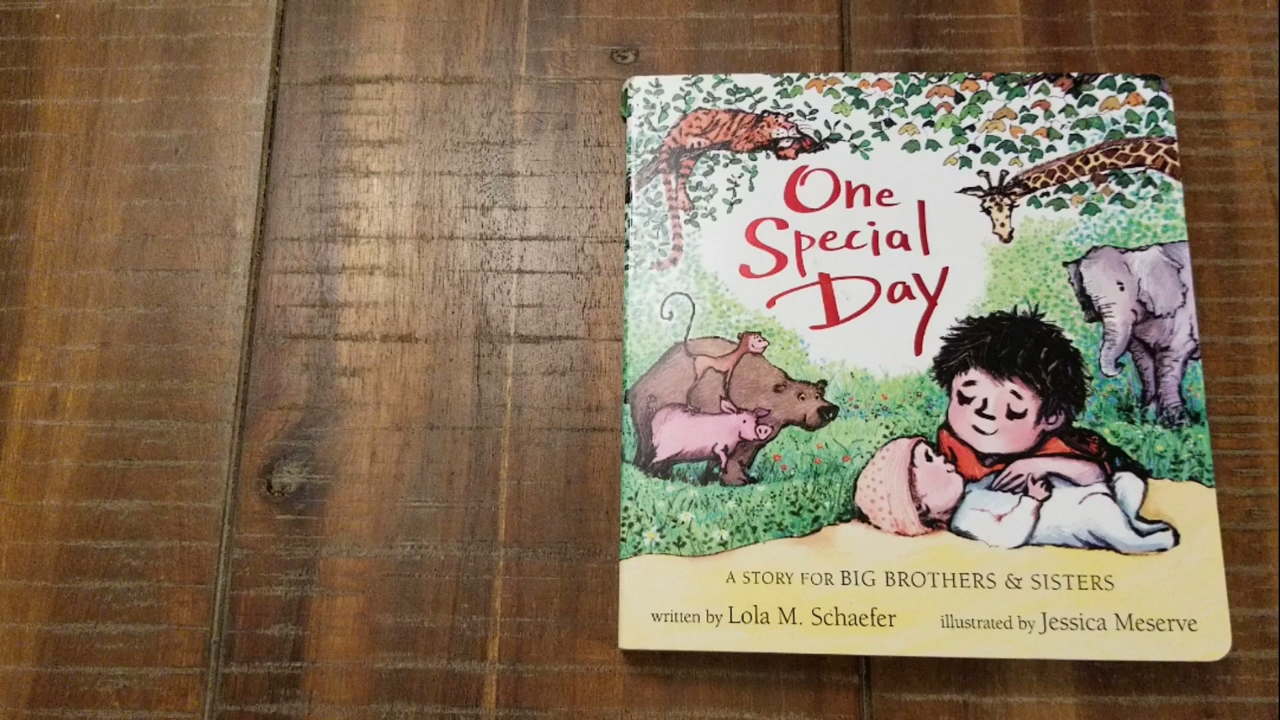 One
Special
Day
A STORY FOR BIG BROTHERS & SISTERS
written by Lola M. Schaefer illustrated by Jessica Meserve